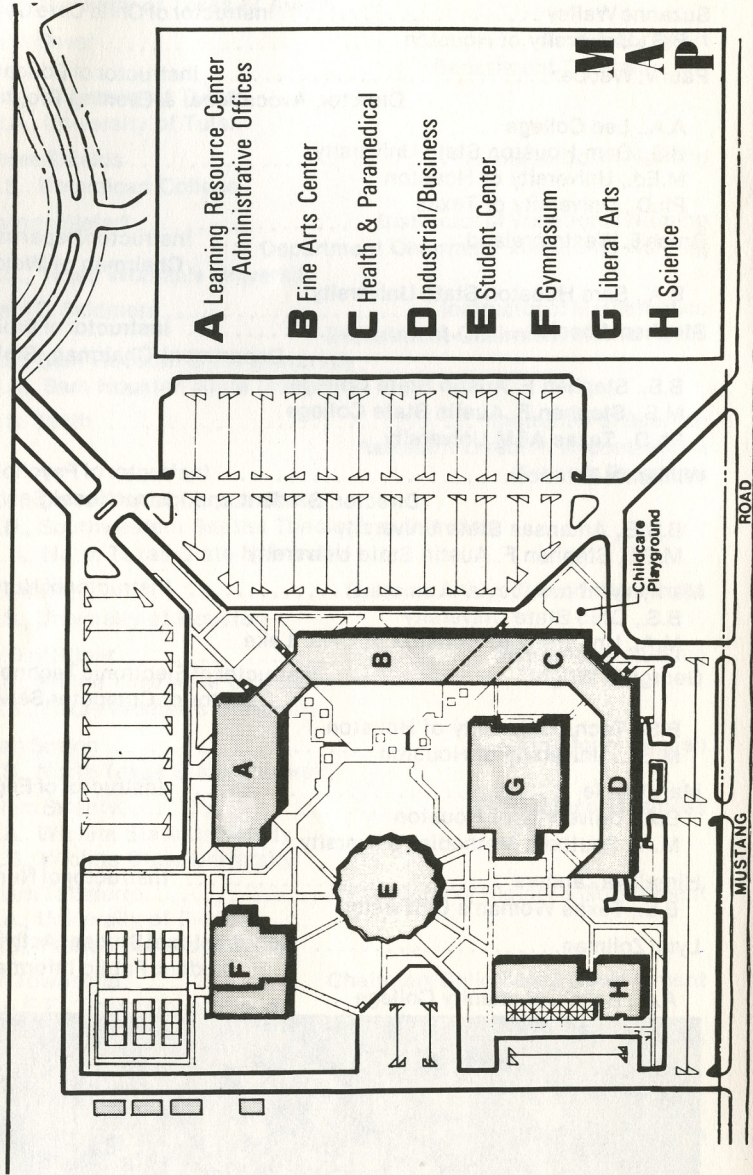 MAP
A Learning Resource Center
Administrative Offices
B Fine Arts Center
C Health & Paramedical
D Industrial/Business
E Student Center
F Gymnasium
G Liberal Arts
H Science
A
B
C
D
E
F
G
H
Childcare
Playground
MUSTANG ROAD